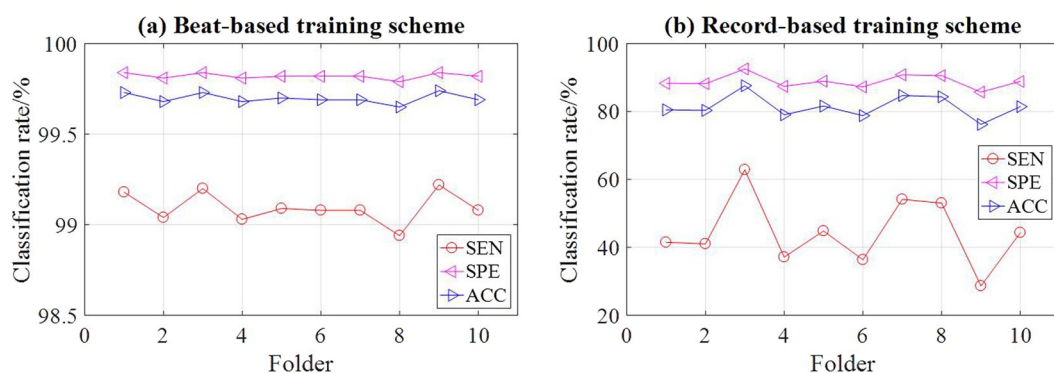 (a) Beat-based training scheme
Classification rate/%
100
99.5
99
98.5
0 2 4 6 8 10
Folder
SEN
SPE
ACC
(b) Record-based training scheme
Classification rate/%
100
80
60
40
20
0 2 4 6 8 10
Folder
SEN
SPE
ACC